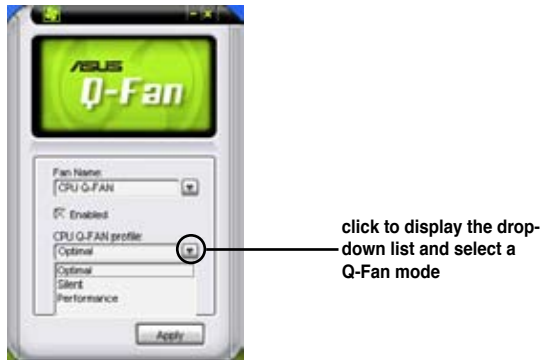 ASUS
Q-Fan
Fan Name:
CPU Q-FAN
Enabled
CPU Q-FAN profile:
Optimal
Optimal
Silent
Performance
Apply
click to display the drop-
down list and select a
Q-Fan mode